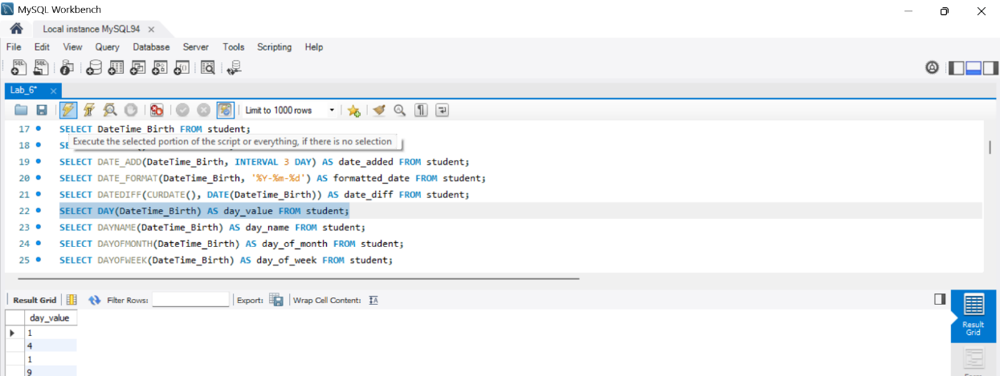 MySQL Workbench
Local instance MySQL94
File Edit View Query Database Server Tools Scripting Help
Lab_6*
Limit to 1000 rows
17 SELECT DateTime_Birth FROM student;
18 SE
Execute the selected portion of the script or everything, if there is no selection
19 SELECT DATE_ADD(DateTime_Birth, INTERVAL 3 DAY) AS date_added FROM student;
20 SELECT DATE_FORMAT(DateTime_Birth, '%Y-%m-%d') AS formatted_date FROM student;
21 SELECT DATEDIFF(CURDATE(), DATE(DateTime_Birth)) AS date_diff FROM student;
22 SELECT DAY(DateTime_Birth) AS day_value FROM student;
23 SELECT DAYNAME(DateTime_Birth) AS day_name FROM student;
24 SELECT DAYOFMONTH(DateTime_Birth) AS day_of_month FROM student;
25 SELECT DAYOFWEEK(DateTime_Birth) AS day_of_week FROM student;
Result Grid Filter Rows: Export: Wrap Cell Content:
day_value
1
4
1
9
Result
Grid